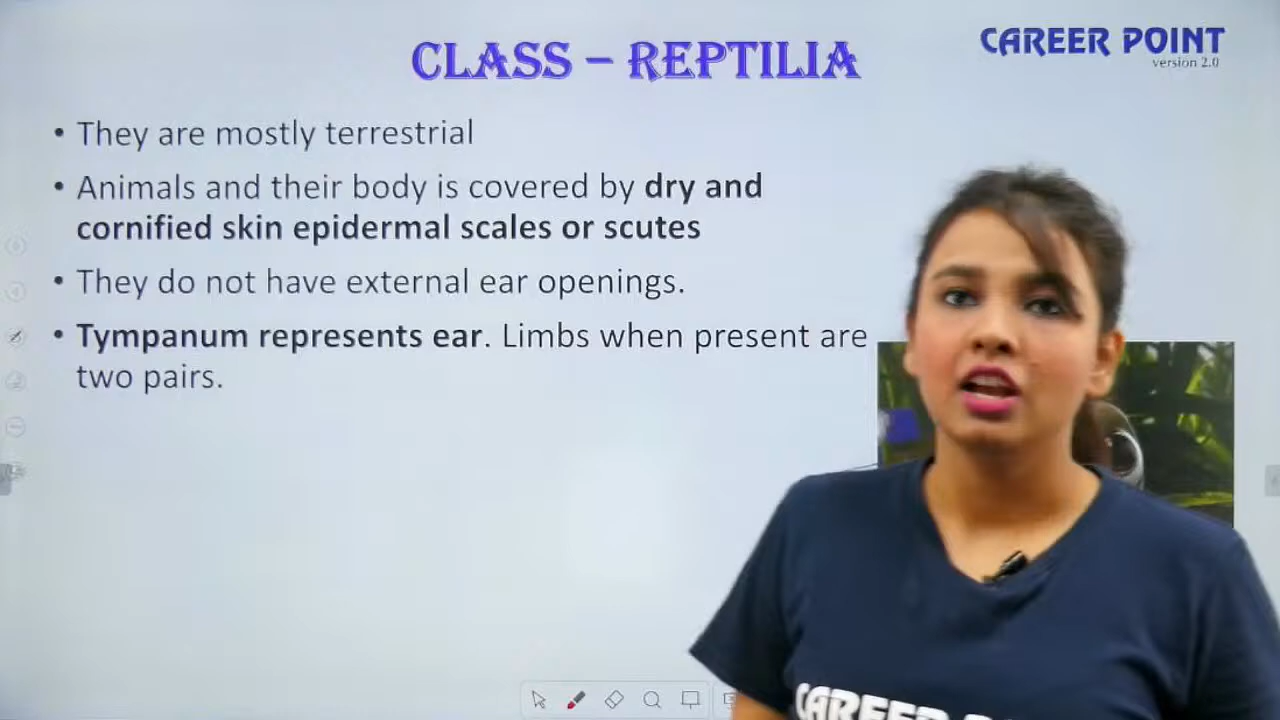 CLASS – REPTILIA
CAREER POINT
version 2.0
• They are mostly terrestrial
• Animals and their body is covered by dry and
cornified skin epidermal scales or scutes
• They do not have external ear openings.
• Tympanum represents ear. Limbs when present are
two pairs.
CAREER